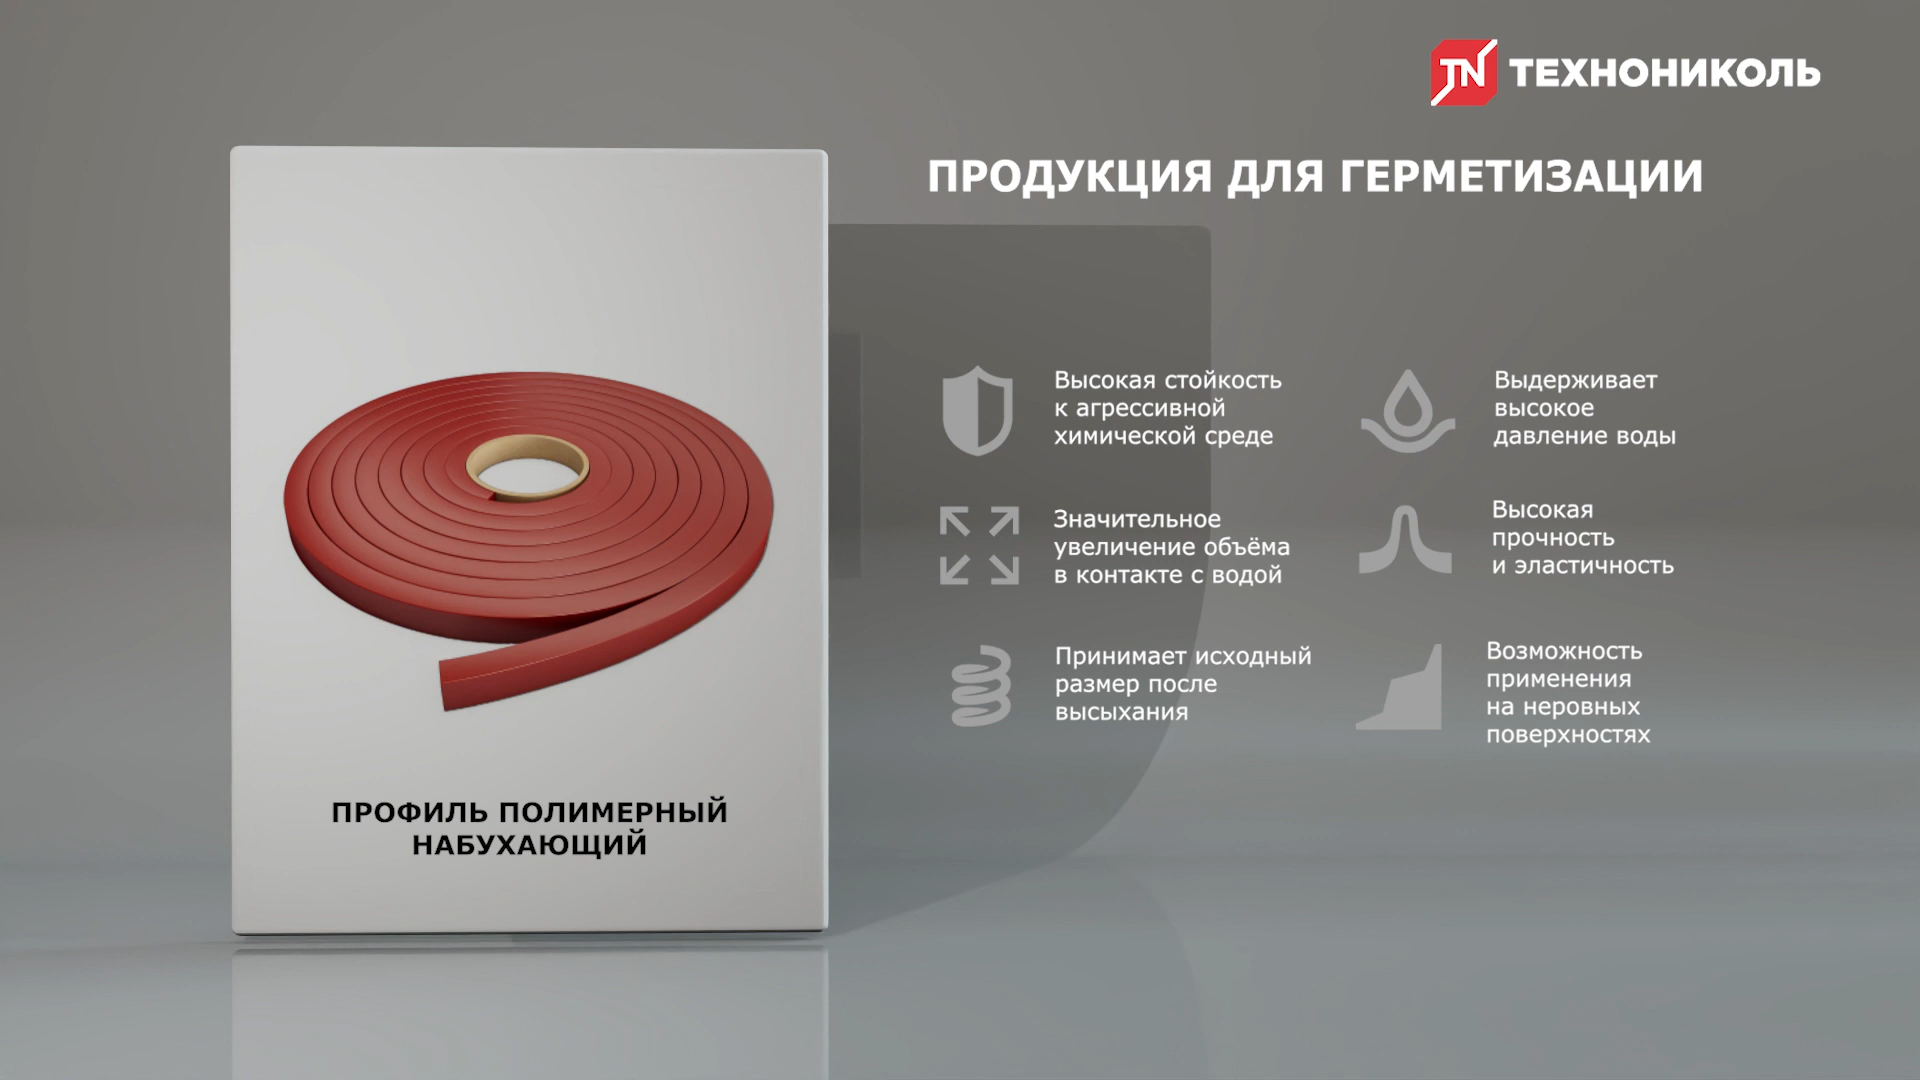 TN ТЕХНОНИКОЛЬ
ПРОДУКЦИЯ ДЛЯ ГЕРМЕТИЗАЦИИ
Высокая стойкость
к агрессивной
химической среде
Выдерживает
высокое
давление воды
Значительное
увеличение объёма
в контакте с водой
Высокая
прочность
и эластичность
Принимает исходный
размер после
высыхания
Возможность
применения
на неровных
поверхностях
ПРОФИЛЬ ПОЛИМЕРНЫЙ
НАБУХАЮЩИЙ